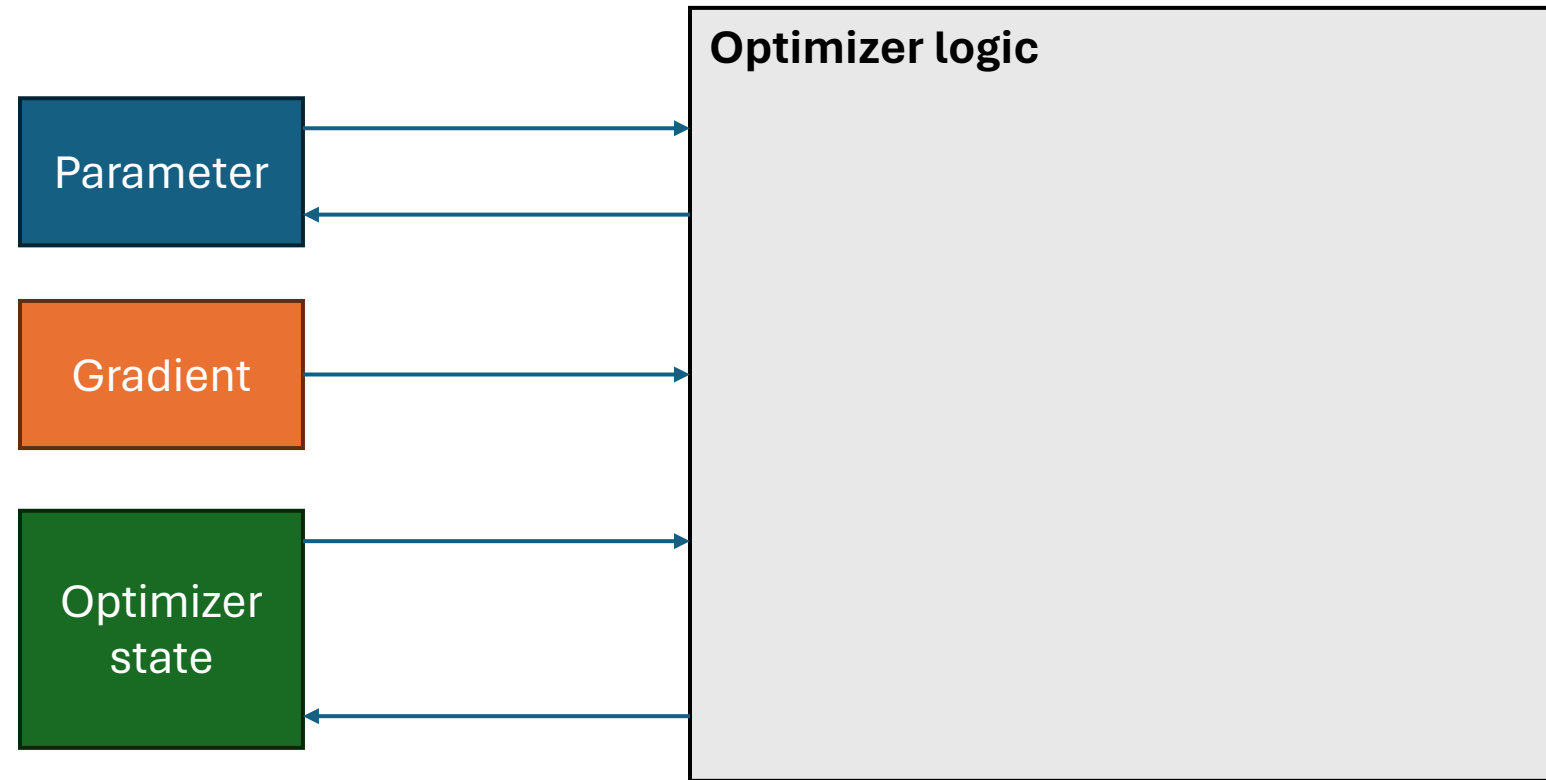 Optimizer logic
Parameter
Gradient
Optimizer
state